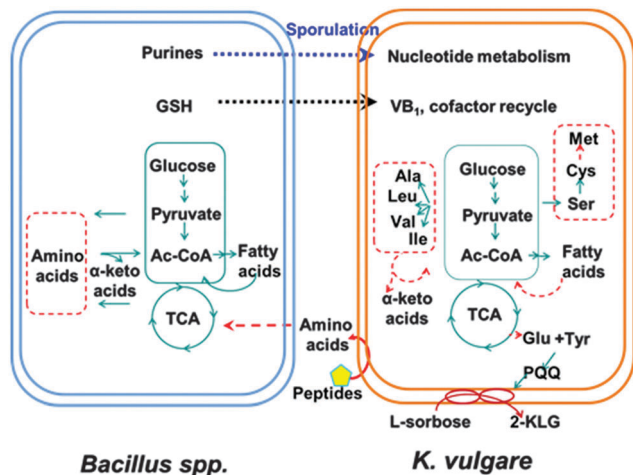 Sporulation
Purines
Nucleotide metabolism
GSH
VB1, cofactor recycle
Glucose
Pyruvate
Ac-CoA
Fatty
acids
Amino
acids
α-keto
acids
TCA
Ala
Leu
Val
Ile
α-keto
acids
Glucose
Pyruvate
Ac-CoA
Met
Cys
Ser
Fatty
acids
TCA
Glu +Tyr
PQQ
Amino
acids
Peptides
L-sorbose
2-KLG
Bacillus spp.
K. vulgare